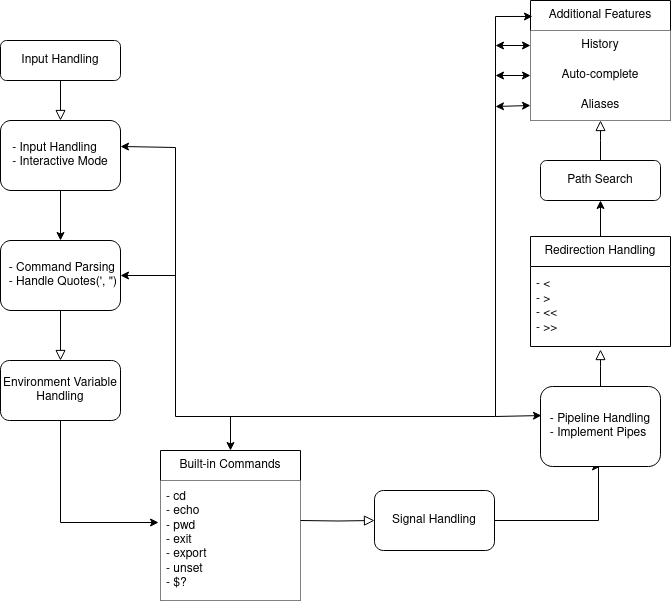 Input Handling
- Input Handling
- Interactive Mode
- Command Parsing
- Handle Quotes(', ")
Environment Variable
Handling
Built-in Commands
- cd
- echo
- pwd
- exit
- export
- unset
- $?
Signal Handling
- Pipeline Handling
- Implement Pipes
Redirection Handling
- <
- >
- <<
- >>
Path Search
Additional Features
History
Auto-complete
Aliases